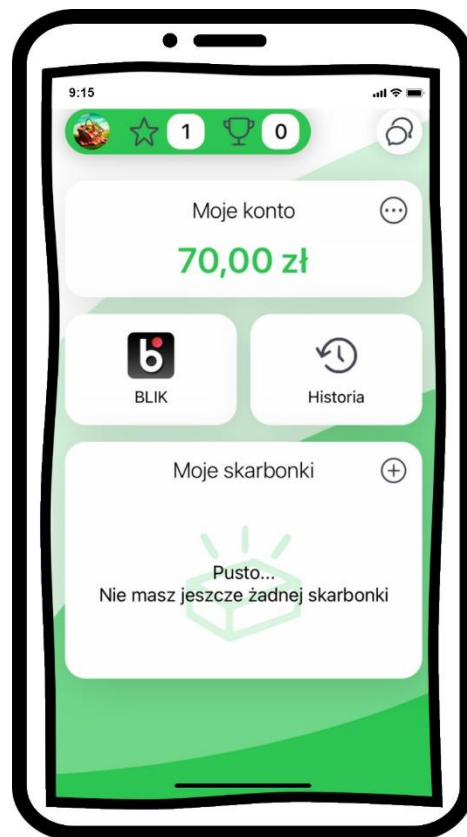 9:15
1 0
Moje konto
70,00 zł
b
BLIK
Historia
Moje skarbonki
Pusto...
Nie masz jeszcze żadnej skarbonki